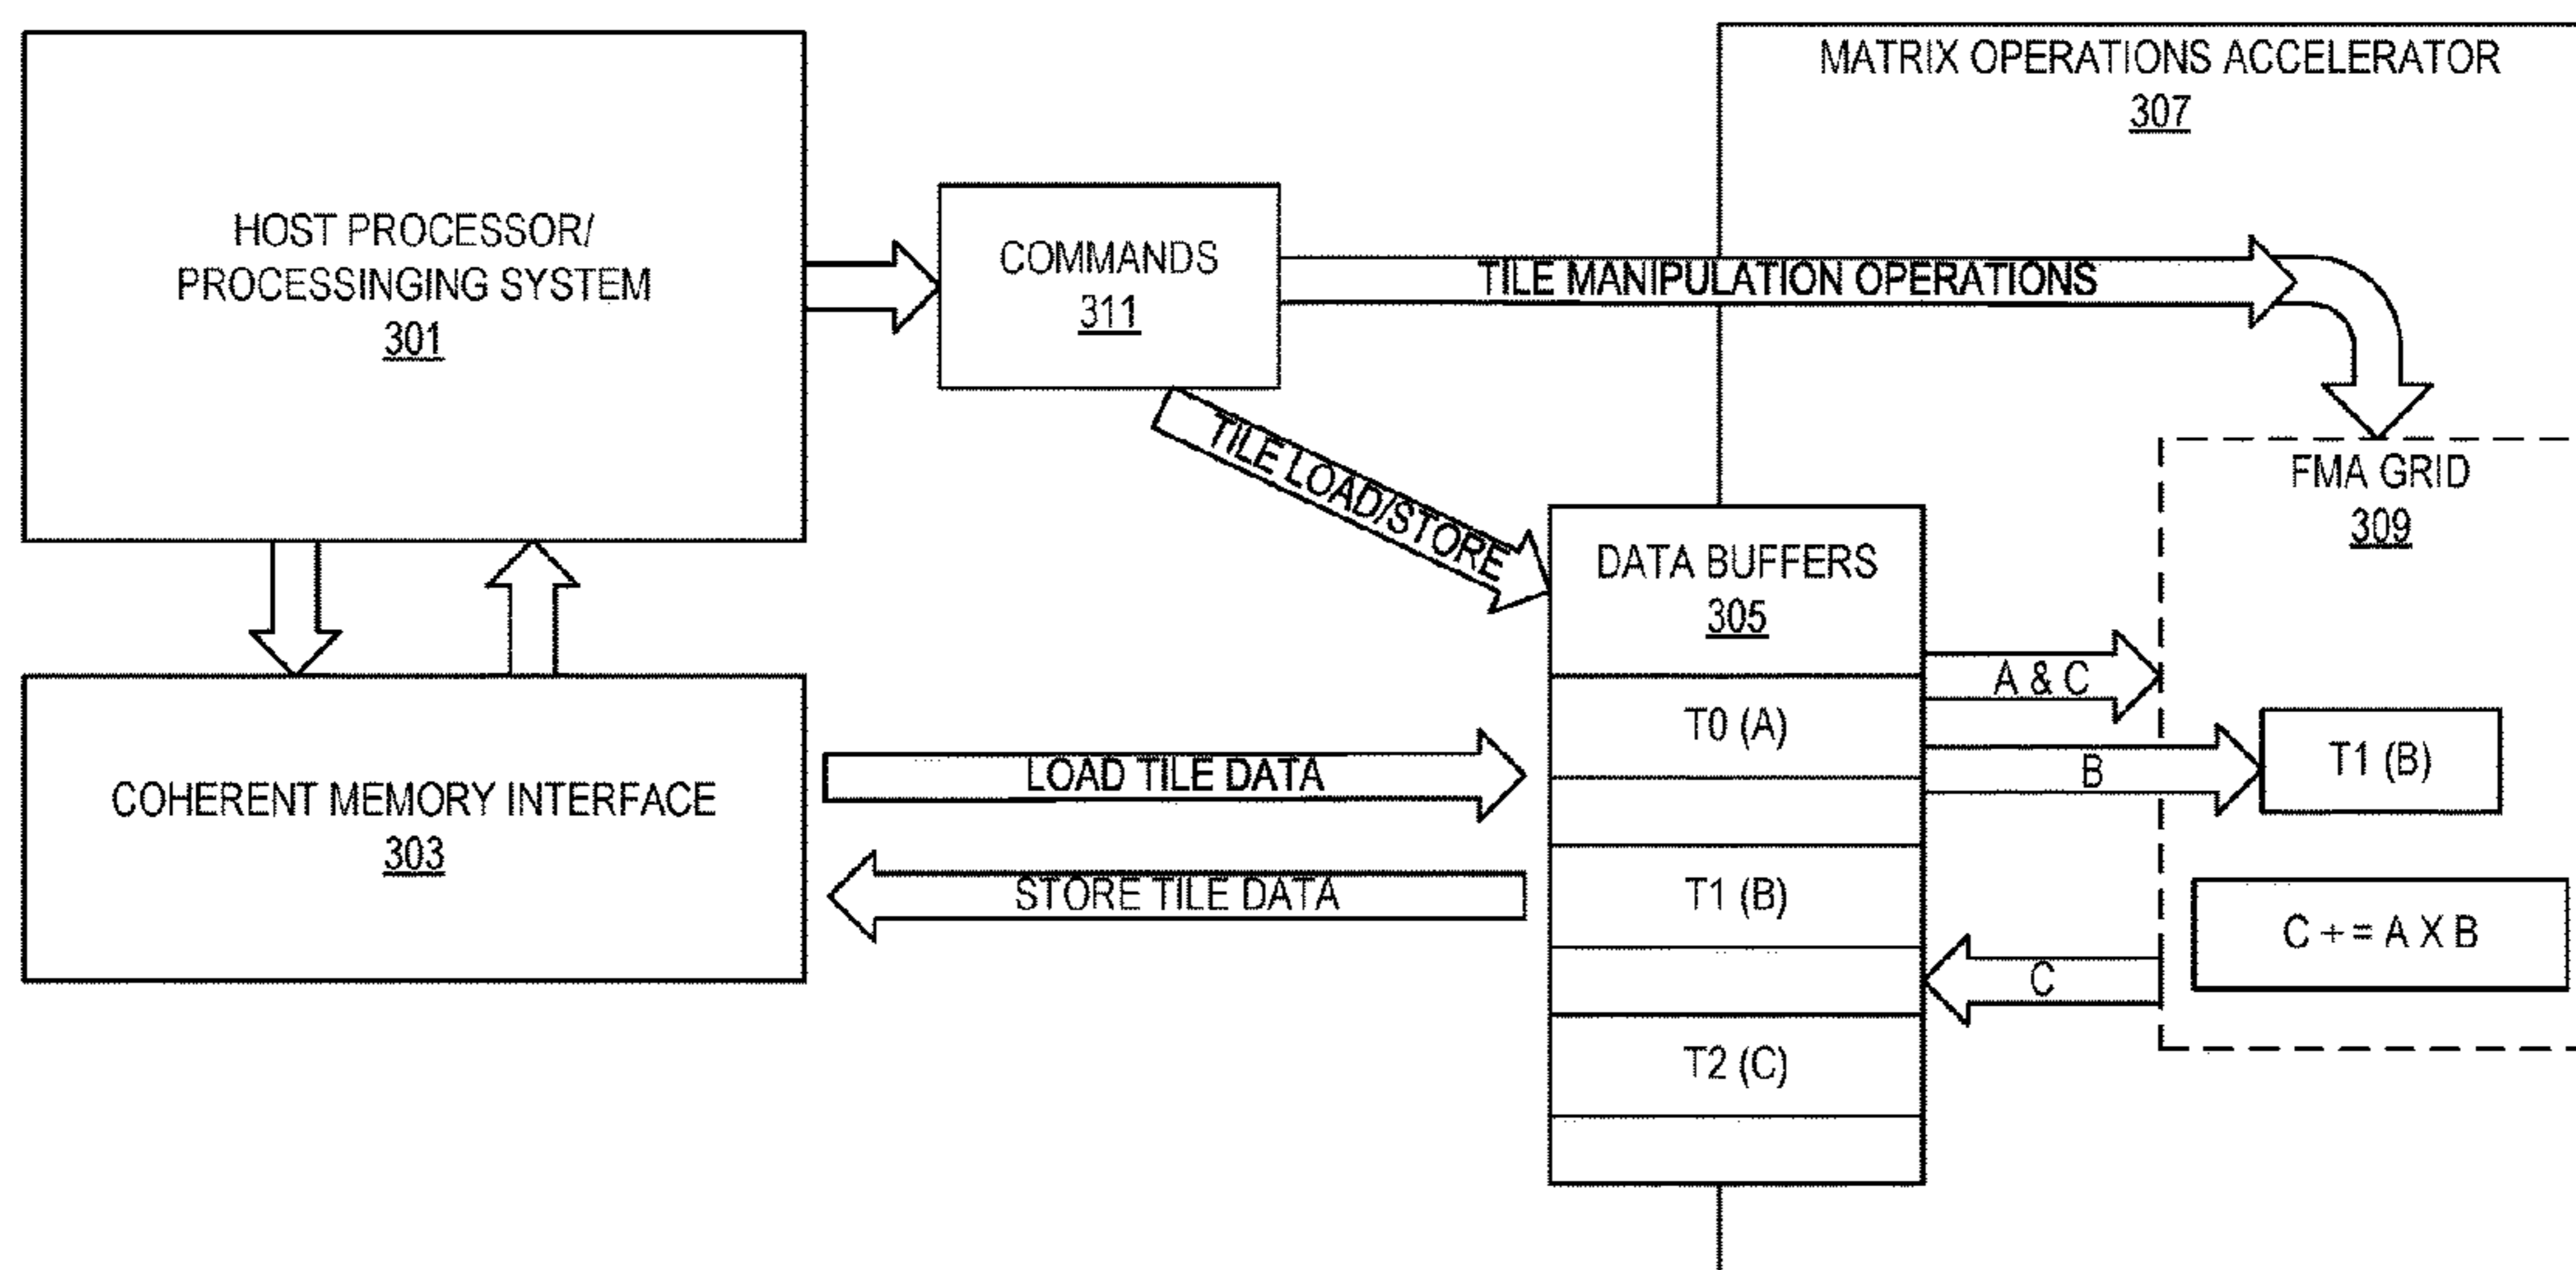 MATRIX OPERATIONS ACCELERATOR
307
HOST PROCESSOR/
PROCESSINGING SYSTEM
301
COMMANDS
311
TILE MANIPULATION OPERATIONS
TILE LOAD/STORE
FMA GRID
309
DATA BUFFERS
305
A & C
T0 (A)
B
T1 (B)
LOAD TILE DATA
COHERENT MEMORY INTERFACE
303
STORE TILE DATA
T1 (B)
C + = A X B
C
T2 (C)